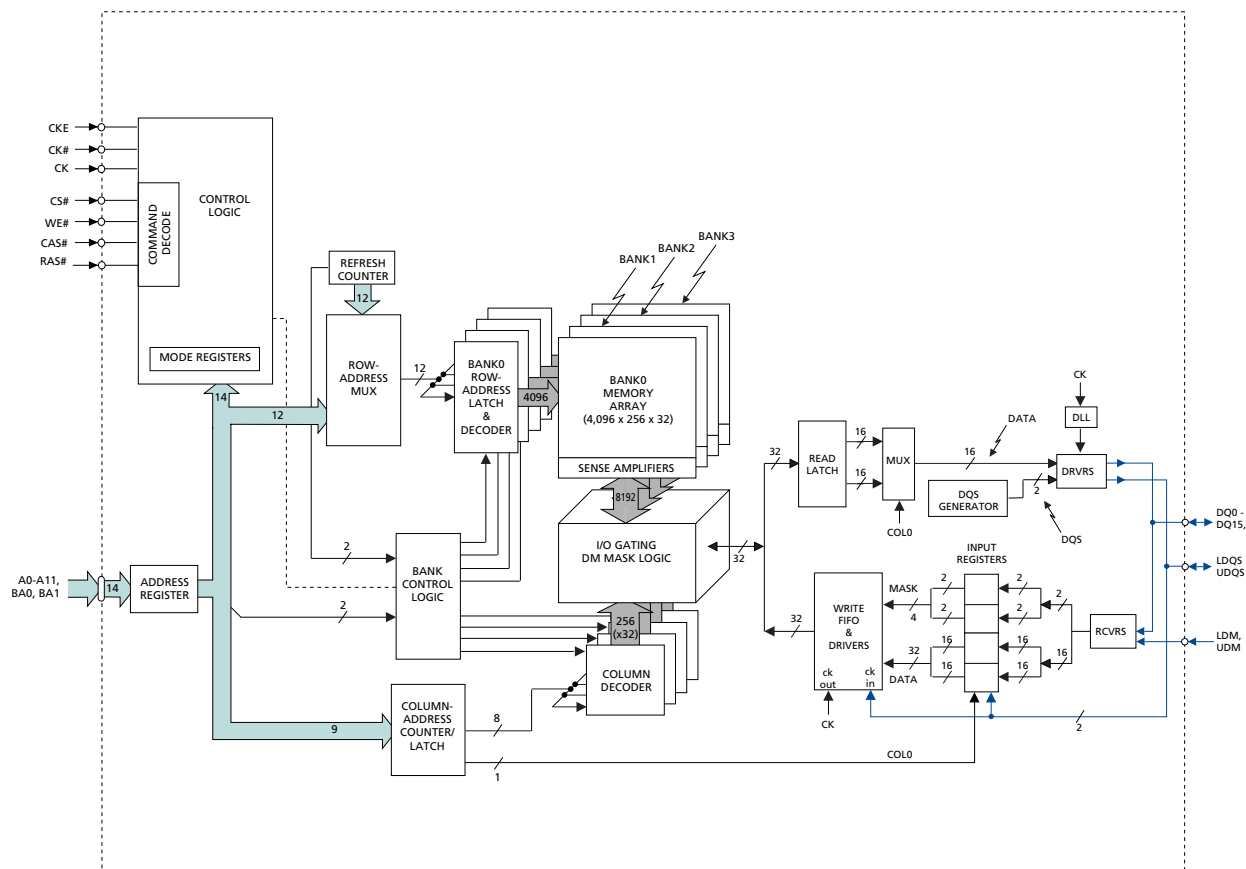 CKE
CK#
CK
CS#
WE#
CAS#
RAS#
COMMAND
DECODE
CONTROL
LOGIC
MODE REGISTERS
REFRESH
COUNTER
12
ROW-
ADDRESS
MUX
14
12
12
BANK0
ROW-
ADDRESS
LATCH
&
DECODER
4096
BANK3
BANK2
BANK1
BANK0
MEMORY
ARRAY
(4,096 x 256 x 32)
SENSE AMPLIFIERS
8192
I/O GATING
DM MASK LOGIC
32
256
(x32)
COLUMN
DECODER
A0-A11,
BA0, BA1
14
ADDRESS
REGISTER
2
2
BANK
CONTROL
LOGIC
9
COLUMN-
ADDRESS
COUNTER/
LATCH
8
1
COL0
32
READ
LATCH
16
16
MUX
COL0
16
DATA
DQS
GENERATOR
2
DQS
CK
DLL
DRVRS
DQ0 -
DQ15,
LDQS
UDQS
LDM,
UDM
32
WRITE
FIFO
&
DRIVERS
ck
out
ck
in
CK
MASK
4
32
DATA
2
2
16
16
INPUT
REGISTERS
2
2
16
16
2
16
RCVRS
2